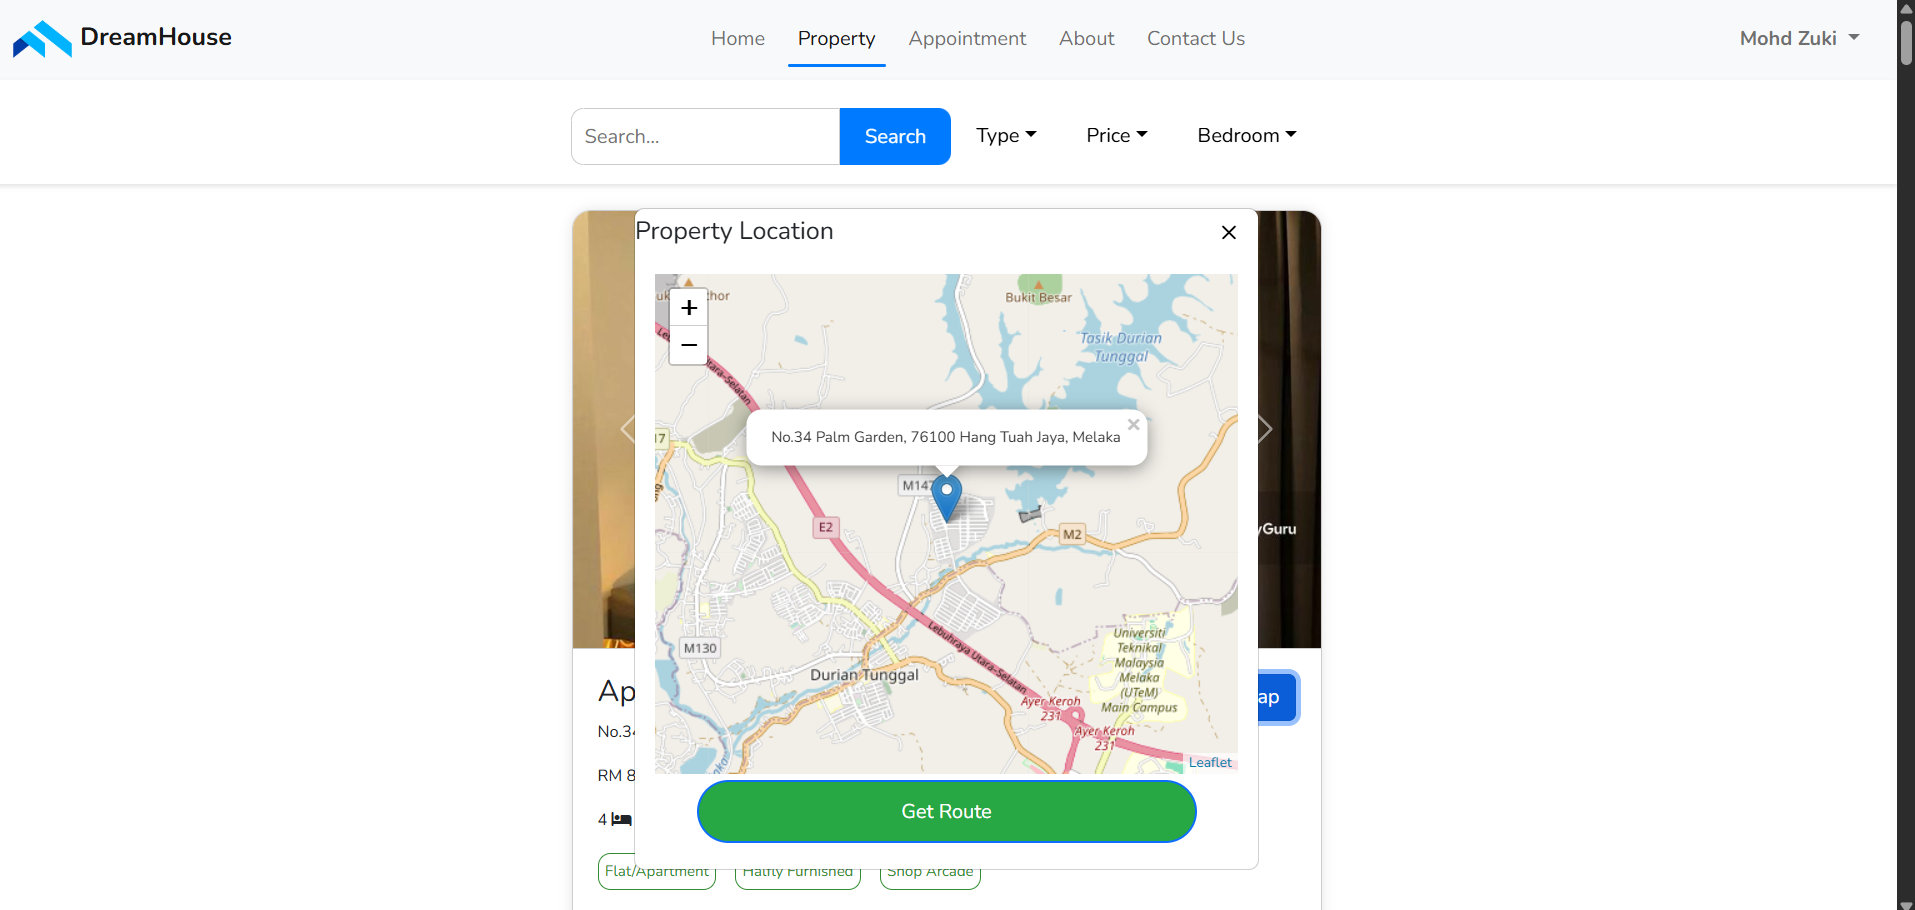 DreamHouse
Home Property Appointment About Contact Us
Mohd Zuki
Search...
Search
Type Price Bedroom
Property Location
Bukit Besar
Tasik Durian
Tunggal
No.34 Palm Garden, 76100 Hang Tuah Jaya, Melaka
M147
E2
M2
M130
Durian Tunggal
Lebuhraya Utara-Selatan
Universiti
Teknikal
Malaysia
Melaka
(UTeM)
Main Campus
Ayer Keroh
231
Ayer Keroh
231
Leaflet
Get Route
Ap
No.34
RM 8
4
ap
yGuru
Flat/Apartment Halfly Furnished Shop Arcade